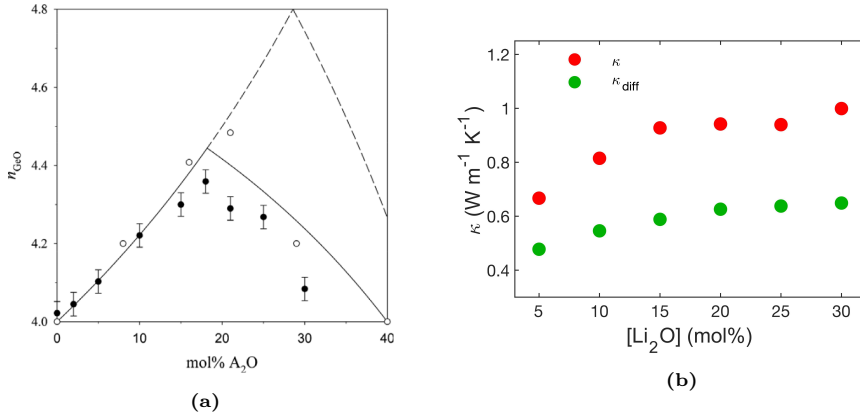 4.8
4.6
4.4
4.2
4.0
n_GeO
0 10 20 30 40
mol% A₂O
(a)
κ
κ_diff
1.2
1
0.8
0.6
0.4
κ (W m⁻¹ K⁻¹)
5 10 15 20 25 30
[Li₂O] (mol%)
(b)